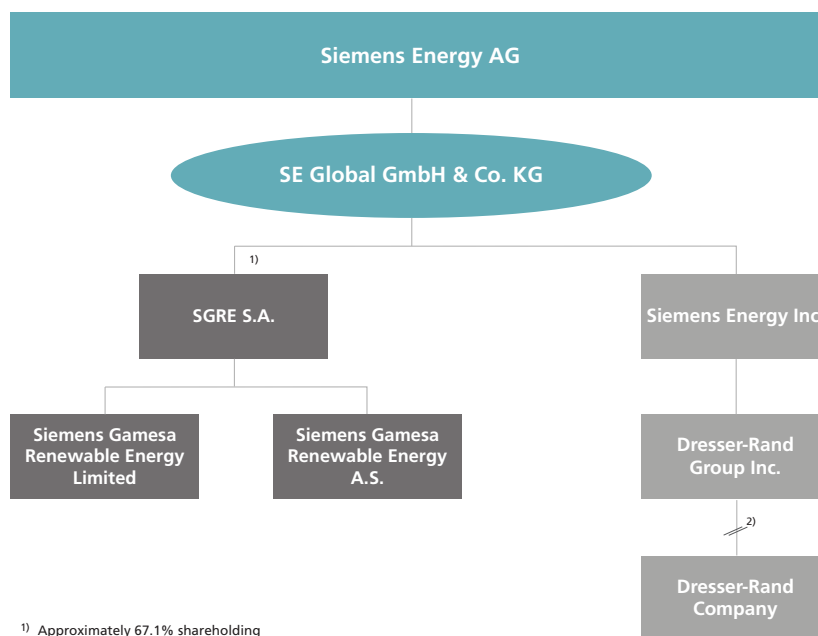 Siemens Energy AG
SE Global GmbH & Co. KG
1)
SGRE S.A.
Siemens Energy Inc
Siemens Gamesa
Renewable Energy
Limited
Siemens Gamesa
Renewable Energy
A.S.
Dresser-Rand
Group Inc.
2)
Dresser-Rand
Company
1) Approximately 67.1% shareholding